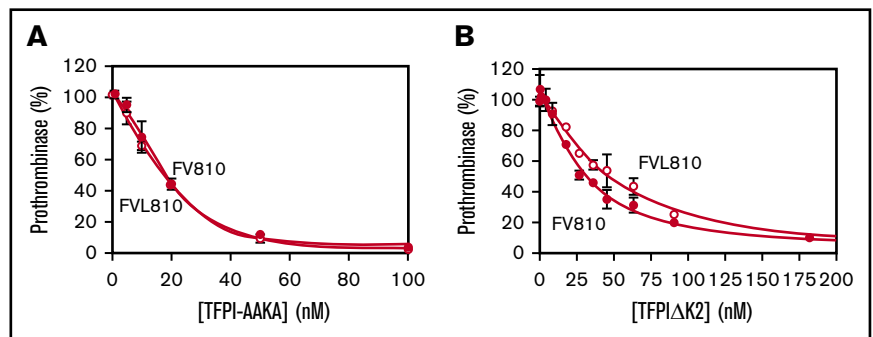 A
Prothrombinase (%)
120
100
80
60
40
20
0
FV810
FVL810
0 20 40 60 80 100
[TFPI-AAKA] (nM)
B
Prothrombinase (%)
120
100
80
60
40
20
0
FVL810
FV810
0 25 50 75 100 125 150 175 200
[TFPIΔK2] (nM)